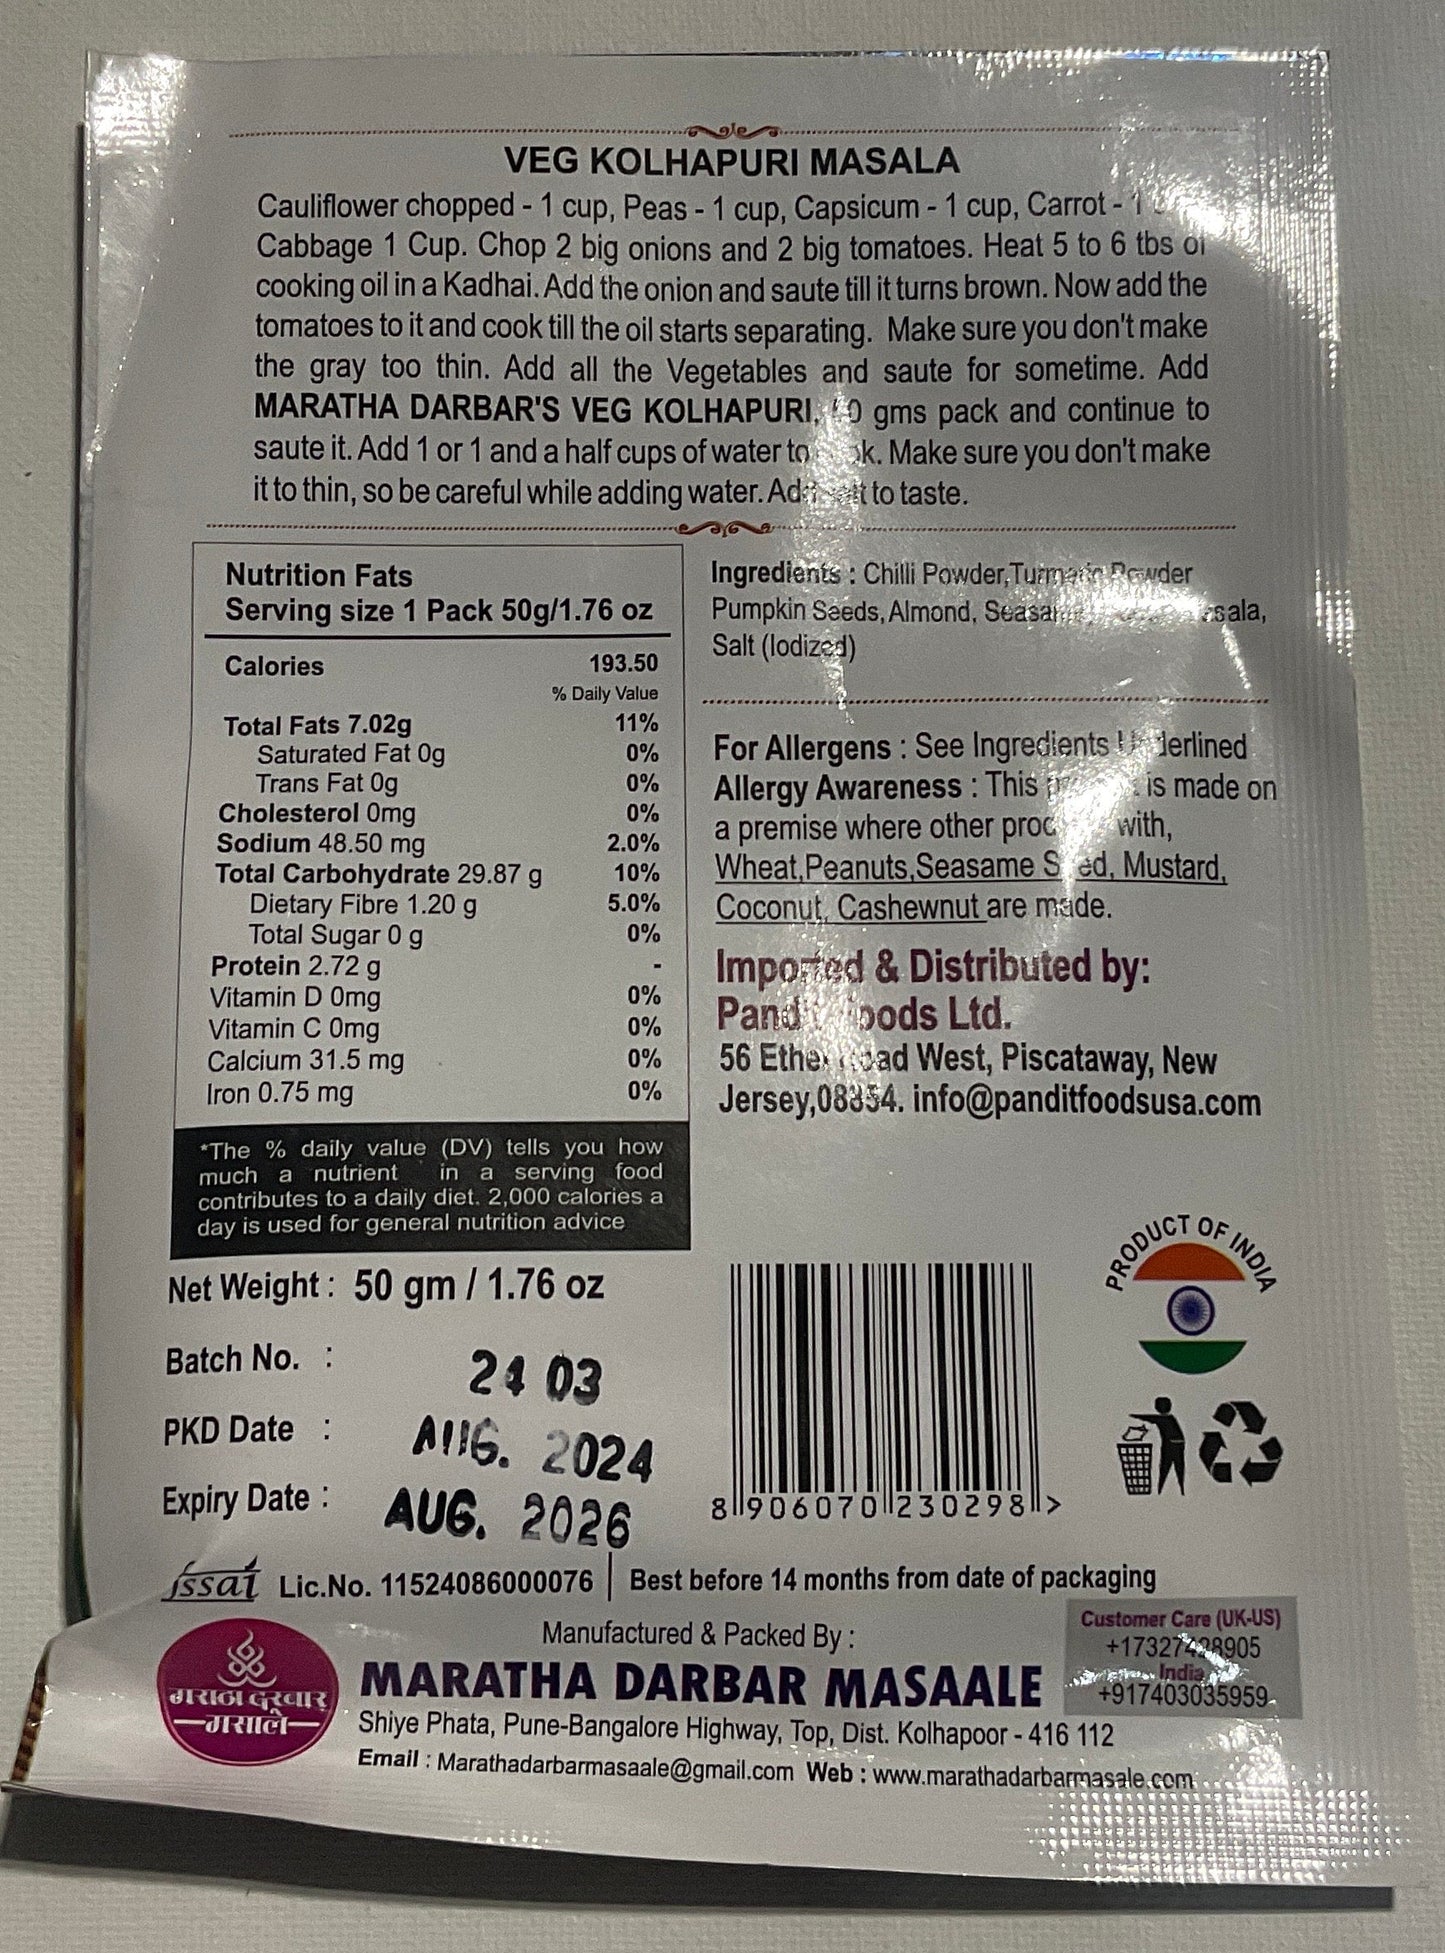 VEG KOLHAPURI MASALA
Cauliflower chopped - 1 cup, Peas - 1 cup, Capsicum - 1 cup, Carrot - 1
Cabbage 1 Cup. Chop 2 big onions and 2 big tomatoes. Heat 5 to 6 tbs of
cooking oil in a Kadhai. Add the onion and saute till it turns brown. Now add the
tomatoes to it and cook till the oil starts separating. Make sure you don't make
the gray too thin. Add all the Vegetables and saute for sometime. Add
MARATHA DARBAR'S VEG KOLHAPURI, gms pack and continue to
saute it. Add 1 or 1 and a half cups of water to Make sure you don't make
it to thin, so be careful while adding water. Add salt to taste.
Nutrition Fats
Serving size 1 Pack 50g/1.76 oz
Calories 193.50
% Daily Value
Total Fats 7.02g 11%
Saturated Fat 0g 0%
Trans Fat 0g 0%
Cholesterol 0mg 0%
Sodium 48.50 mg 2.0%
Total Carbohydrate 29.87 g 10%
Dietary Fibre 1.20 g 5.0%
Total Sugar 0 g 0%
Protein 2.72 g -
Vitamin D 0mg 0%
Vitamin C 0mg 0%
Calcium 31.5 mg 0%
Iron 0.75 mg 0%
*The % daily value (DV) tells you how
much a nutrient in a serving food
contributes to a daily diet. 2,000 calories a
day is used for general nutrition advice
Ingredients : Chilli Powder, Turmeric Powder
Pumpkin Seeds, Almond,
Salt (Iodized)
For Allergens : See Ingredients Underlined
Allergy Awareness : This is made on
a premise where other with,
Wheat,Peanuts,Seasame Seed, Mustard,
Coconut, Cashewnut are made.
Imported & Distributed by:
Pandit Foods Ltd.
56 Ethel Road West, Piscataway, New
Jersey,08854. info@panditfoodsusa.com
PRODUCT OF INDIA
Net Weight : 50 gm / 1.76 oz
Batch No. : 24 03
PKD Date : AUG. 2024
Expiry Date : AUG. 2026
8 906070 230298 >
fssai Lic.No. 11524086000076 Best before 14 months from date of packaging
Customer Care (UK-US)
India
+917403035959
Manufactured & Packed By :
MARATHA DARBAR MASAALE
Shiye Phata, Pune-Bangalore Highway, Top, Dist. Kolhapoor - 416 112
Email : Marathadarbarmasaale@gmail.com Web : www.marathadarbarmasale.com
मराठा दरबार
मसाले